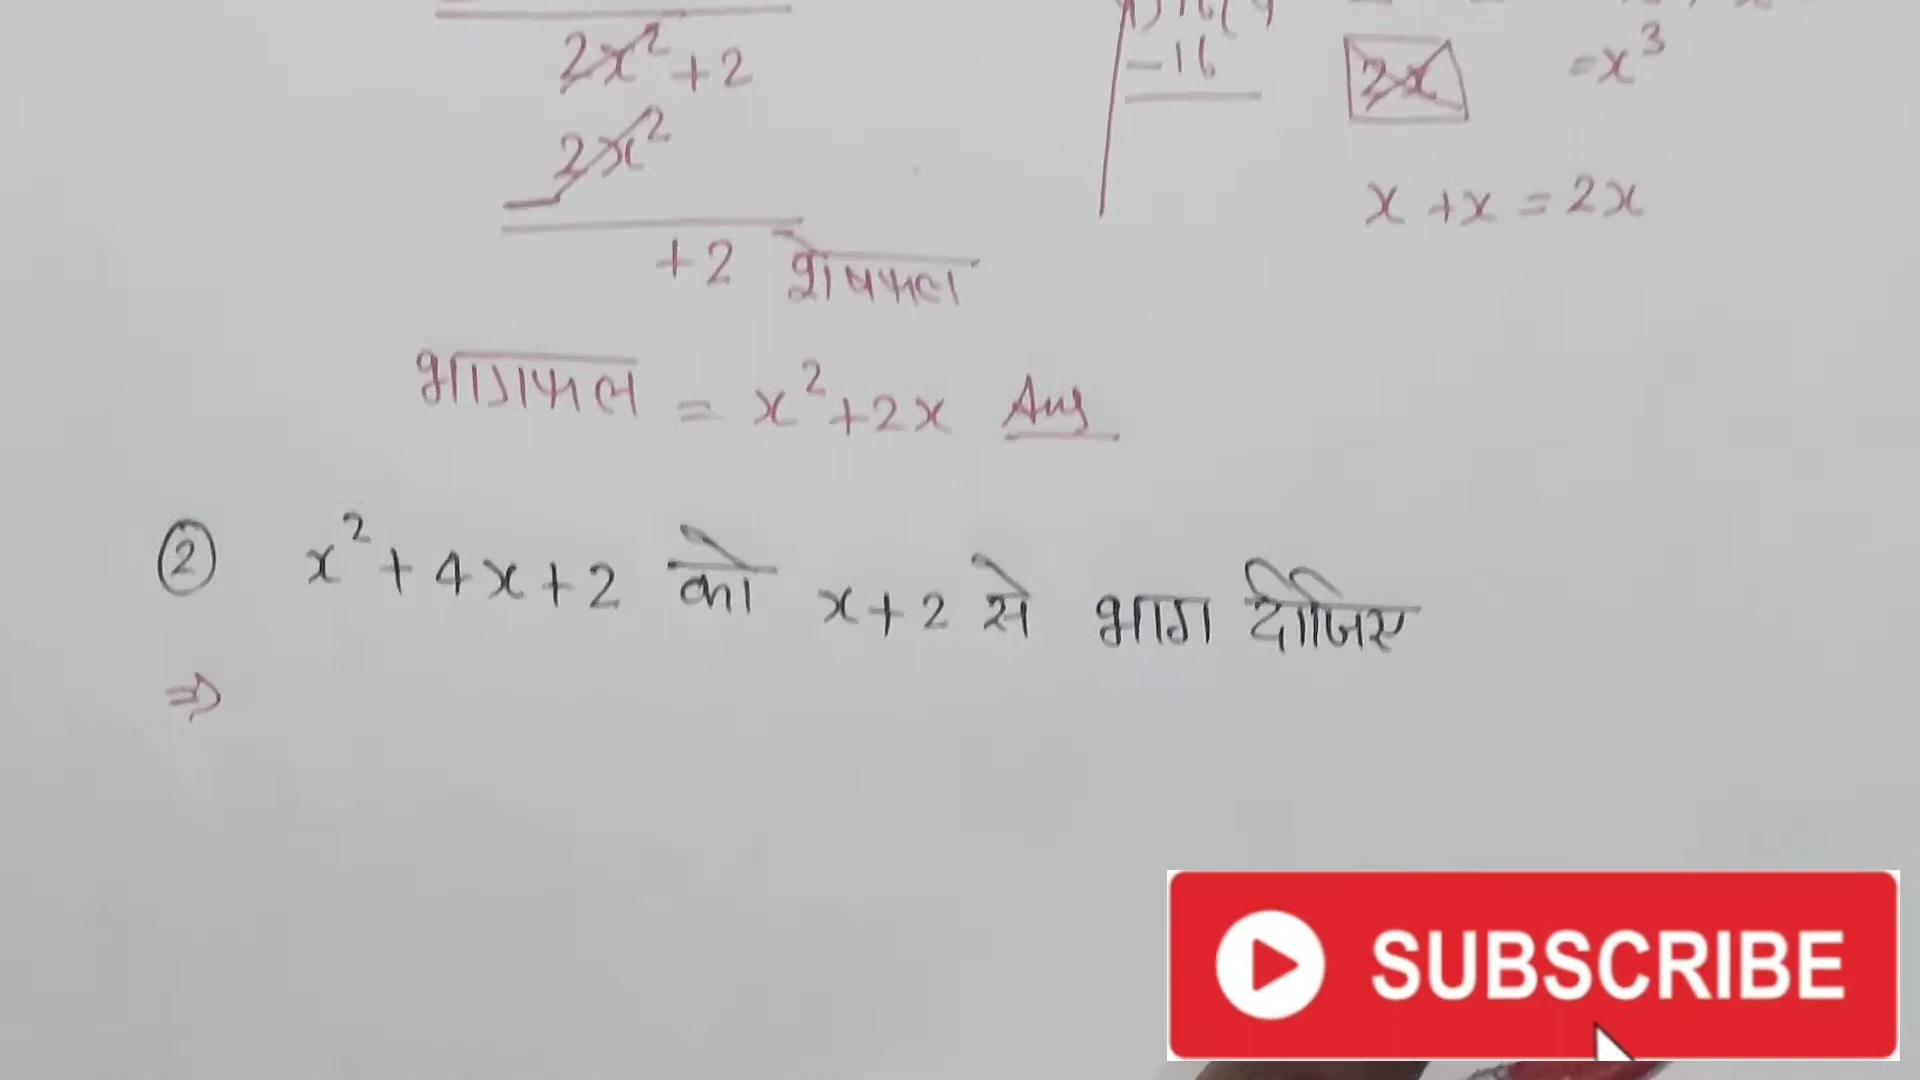 2x²+2
-16
2x
=x³
2x²
x+x=2x
+2 शेषफल
भागफल = x²+2x Ans
② x²+4x+2 को x+2 से भाग दीजिए
⇒
SUBSCRIBE